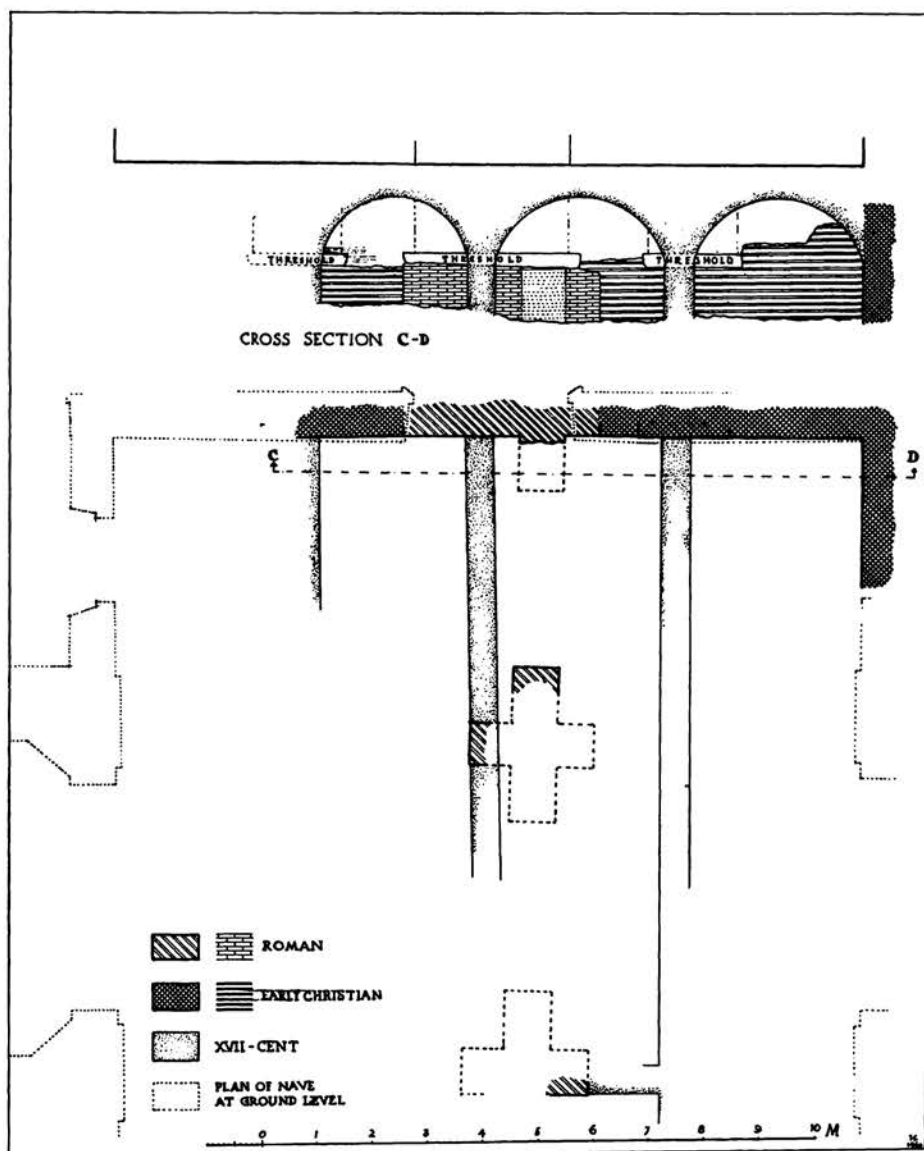 THRESHOLD THRESHOLD THRESHOLD
CROSS SECTION C-D
C D
ROMAN
EARLY CHRISTIAN
XVII-CENT
PLAN OF NAVE
AT GROUND LEVEL
0 1 2 3 4 5 6 7 8 9 10 M